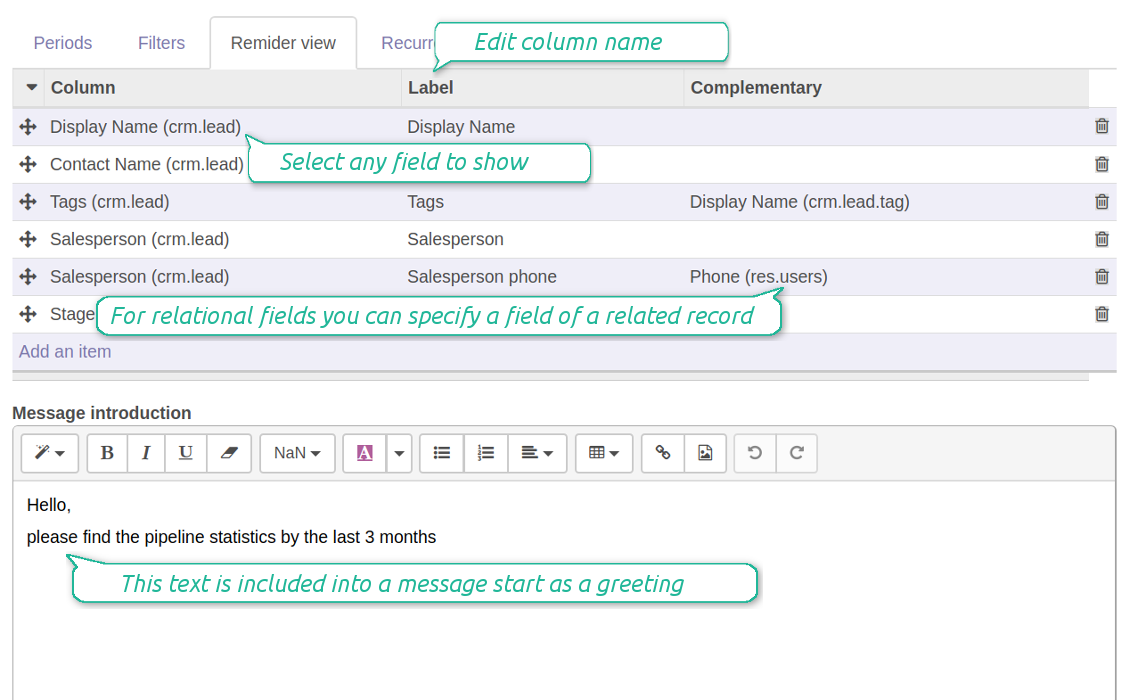 Periods Filters Remider view Recurr
Edit column name
Column Label Complementary
Display Name (crm.lead) Display Name
Contact Name (crm.lead)
Select any field to show
Tags (crm.lead) Tags Display Name (crm.lead.tag)
Salesperson (crm.lead) Salesperson
Salesperson (crm.lead) Salesperson phone Phone (res.users)
Stage
For relational fields you can specify a field of a related record
Add an item
Message introduction
B I U NaN A
Hello,
please find the pipeline statistics by the last 3 months
This text is included into a message start as a greeting